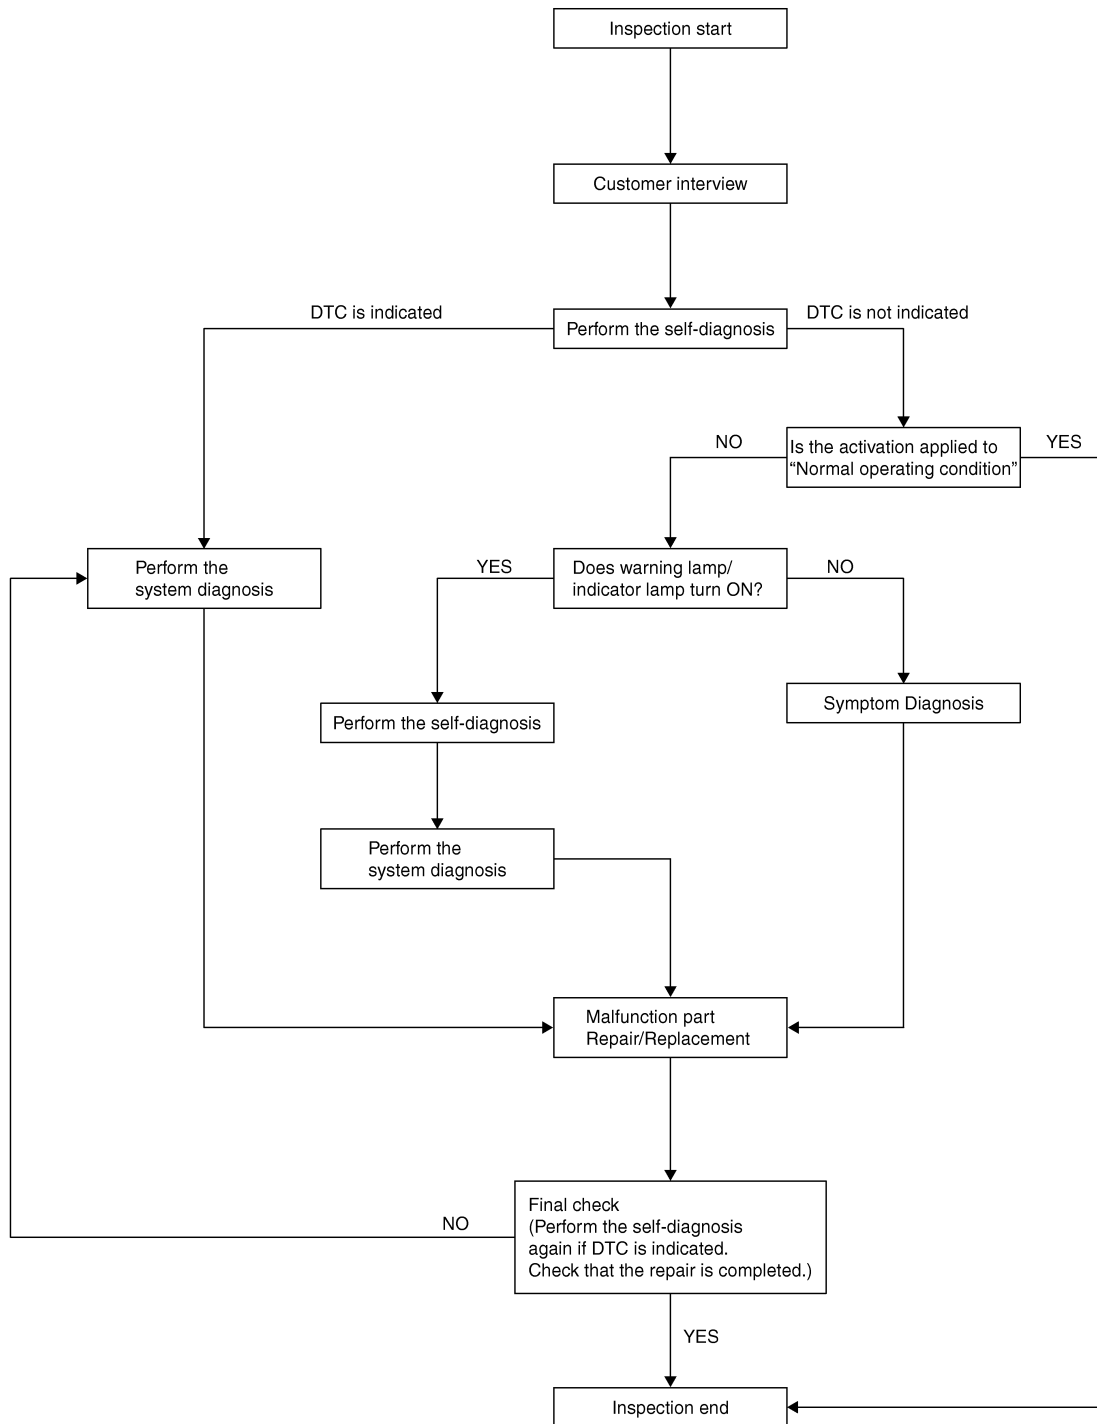 Inspection start
Customer interview
DTC is indicated
DTC is not indicated
Perform the self-diagnosis
NO
Is the activation applied to
“Normal operating condition”
YES
Perform the
system diagnosis
YES
Does warning lamp/
indicator lamp turn ON?
NO
Perform the self-diagnosis
Symptom Diagnosis
Perform the
system diagnosis
Malfunction part
Repair/Replacement
NO
Final check
(Perform the self-diagnosis
again if DTC is indicated.
Check that the repair is completed.)
YES
Inspection end